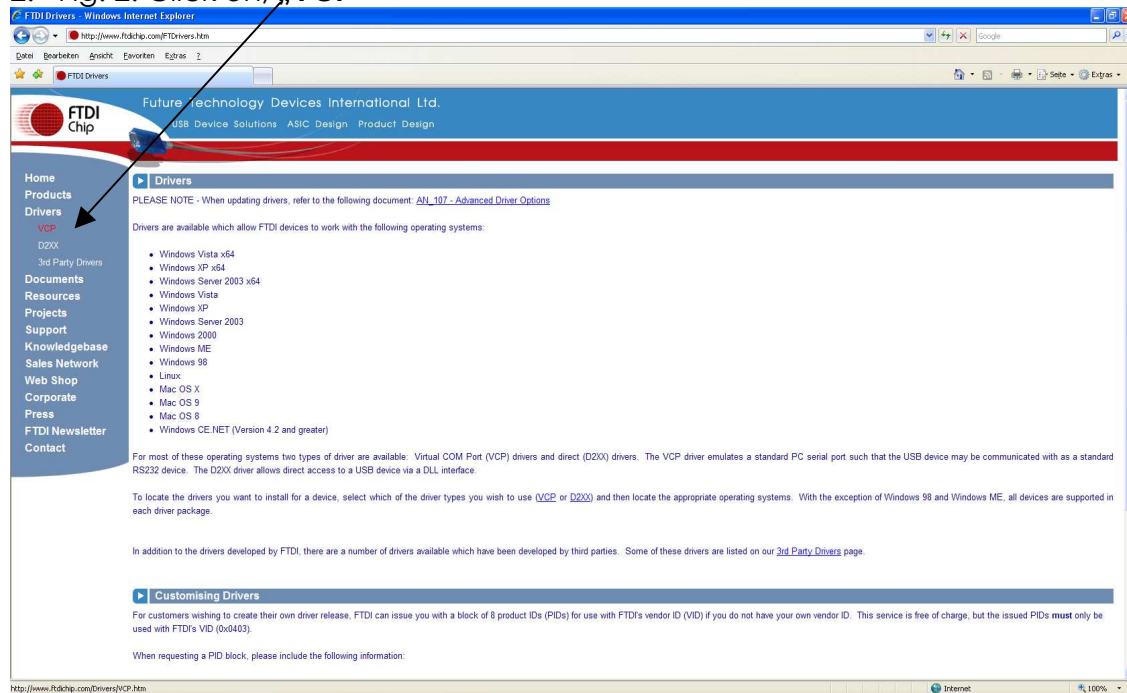 FTDI Drivers - Windows Internet Explorer
http://www.ftdichip.com/FTDrivers.htm
Google
Datei Bearbeiten Ansicht Favoriten Extras ?
FTDI Drivers
Seite Extras
FTDI Chip
Future Technology Devices International Ltd.
USB Device Solutions ASIC Design Product Design
Home
Products
Drivers
VCP
D2XX
3rd Party Drivers
Documents
Resources
Projects
Support
Knowledgebase
Sales Network
Web Shop
Corporate
Press
FTDI Newsletter
Contact
Drivers
PLEASE NOTE - When updating drivers, refer to the following document: AN_107 - Advanced Driver Options
Drivers are available which allow FTDI devices to work with the following operating systems:
Windows Vista x64
Windows XP x64
Windows Server 2003 x64
Windows Vista
Windows XP
Windows Server 2003
Windows 2000
Windows ME
Windows 98
Linux
Mac OS X
Mac OS 9
Mac OS 8
Windows CE.NET (Version 4.2 and greater)
For most of these operating systems two types of driver are available: Virtual COM Port (VCP) drivers and direct (D2XX) drivers. The VCP driver emulates a standard PC serial port such that the USB device may be communicated with as a standard
RS232 device. The D2XX driver allows direct access to a USB device via a DLL interface.
To locate the drivers you want to install for a device, select which of the driver types you wish to use (VCP or D2XX) and then locate the appropriate operating systems. With the exception of Windows 98 and Windows ME, all devices are supported in
each driver package.
In addition to the drivers developed by FTDI, there are a number of drivers available which have been developed by third parties. Some of these drivers are listed on our 3rd Party Drivers page.
Customising Drivers
For customers wishing to create their own driver release, FTDI can issue you with a block of 8 product IDs (PIDs) for use with FTDI's vendor ID (VID) if you do not have your own vendor ID. This service is free of charge, but the issued PIDs must only be
used with FTDI's VID (0x0403).
When requesting a PID block, please include the following information:
http://www.ftdichip.com/Drivers/VCP.htm
Internet
100%